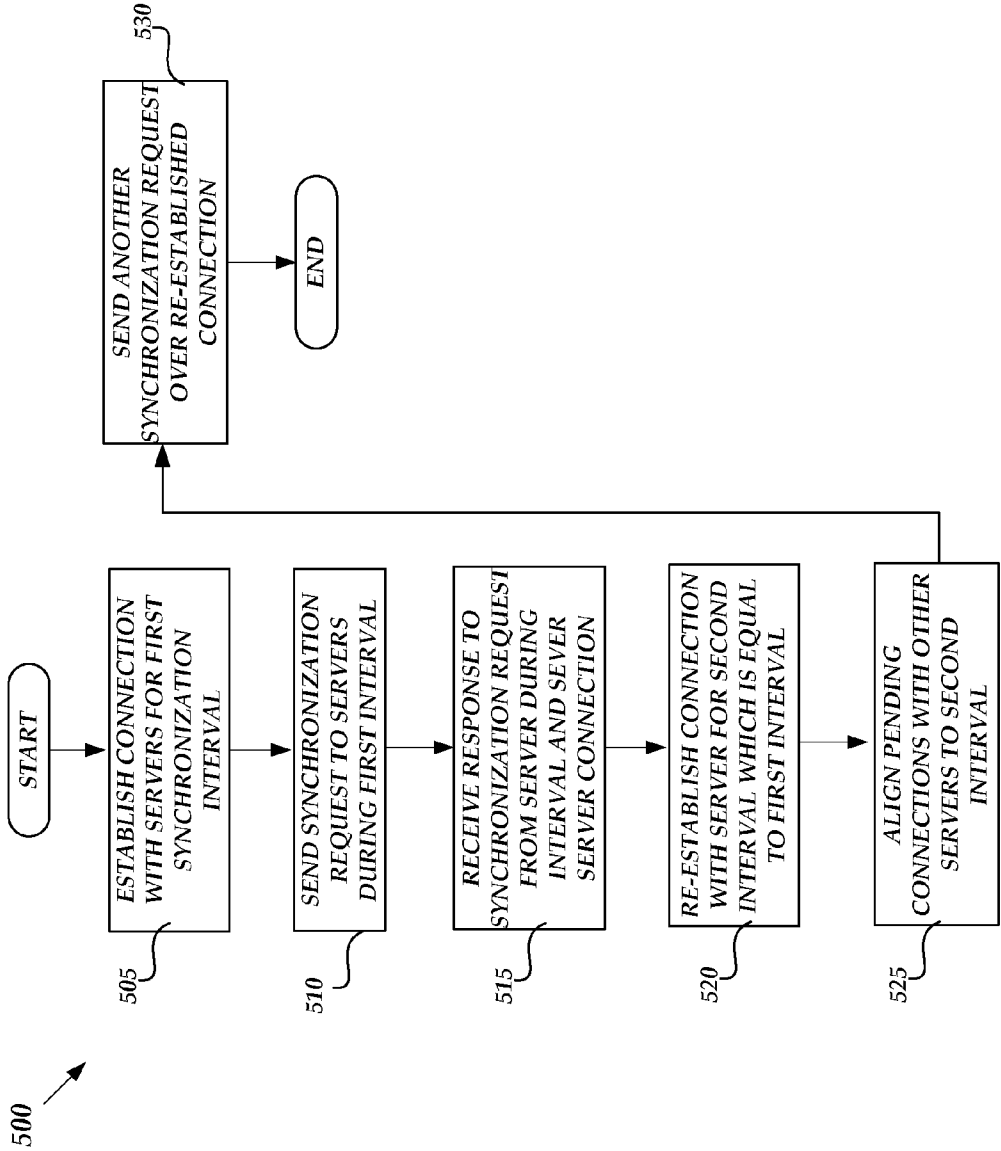 500
START
ESTABLISH CONNECTION
WITH SERVERS FOR FIRST
SYNCHRONIZATION
INTERVAL
505
SEND SYNCHRONIZATION
REQUEST TO SERVERS
DURING FIRST INTERVAL
510
RECEIVE RESPONSE TO
SYNCHRONIZATION REQUEST
FROM SERVER DURING
INTERVAL AND SEVER
SERVER CONNECTION
515
RE-ESTABLISH CONNECTION
WITH SERVER FOR SECOND
INTERVAL WHICH IS EQUAL
TO FIRST INTERVAL
520
ALIGN PENDING
CONNECTIONS WITH OTHER
SERVERS TO SECOND
INTERVAL
525
SEND ANOTHER
SYNCHRONIZATION REQUEST
OVER RE-ESTABLISHED
CONNECTION
530
END